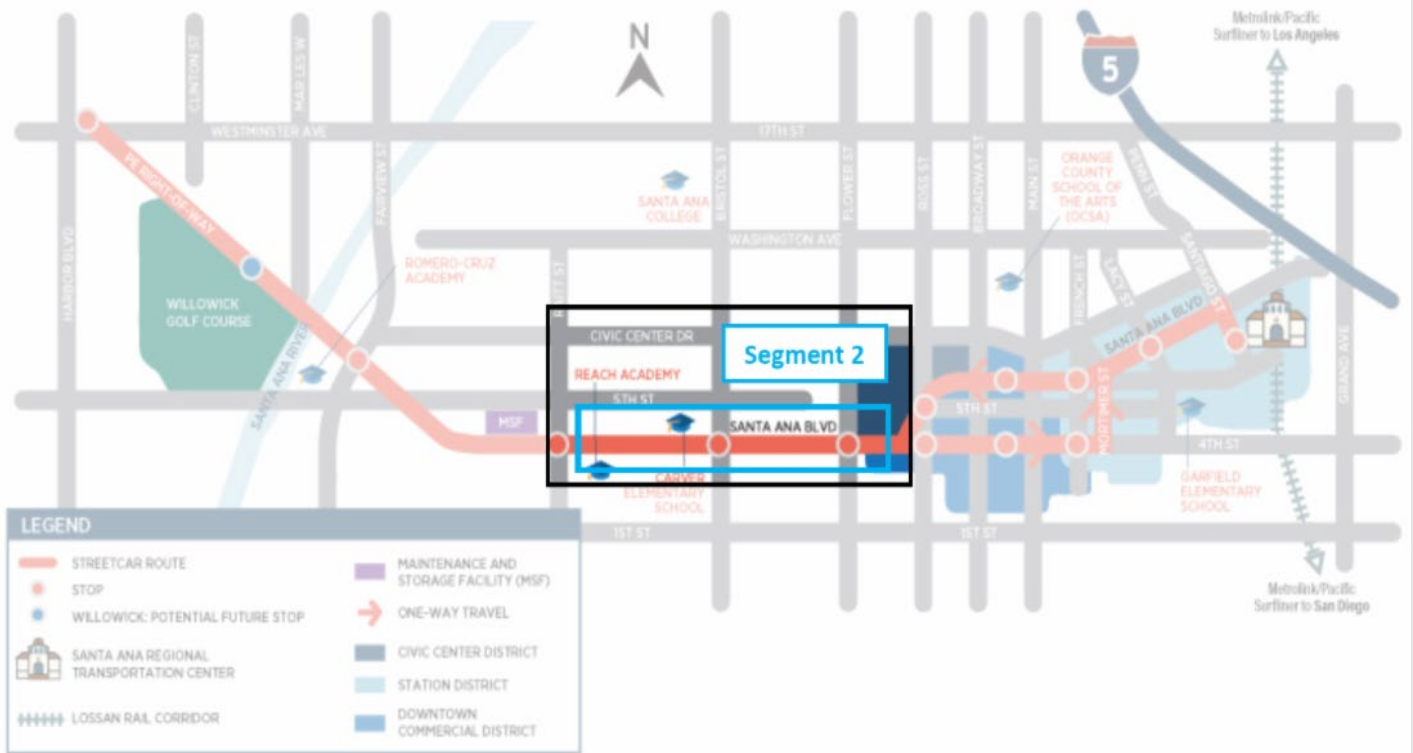 Metrolink/Pacific
Surfliner to Los Angeles
N
5
CLINTON ST
MAR LES W
WESTMINSTER AVE
17TH ST
PE RIGHT-OF-WAY
FAIRVIEW ST
SANTA ANA
COLLEGE
BRISTOL ST
FLOWER ST
ROSS ST
BROADWAY ST
MAIN ST
ORANGE
COUNTY
SCHOOL OF
THE ARTS
(OCSA)
PENN ST
HARBOR BLVD
WASHINGTON AVE
SANTIAGO ST
ROMERO-CRUZ
ACADEMY
FRENCH ST
LACY ST
WILLOWICK
GOLF COURSE
SANTA ANA RIVER
CIVIC CENTER DR
Segment 2
SANTA ANA BLVD
GRAND AVE
REACH ACADEMY
5TH ST
5TH ST
MORTIMER ST
MSF
SANTA ANA BLVD
4TH ST
CARVER
ELEMENTARY
SCHOOL
GARFIELD
ELEMENTARY
SCHOOL
1ST ST
1ST ST
Metrolink/Pacific
Surfliner to San Diego
LEGEND
STREETCAR ROUTE
STOP
WILLOWICK: POTENTIAL FUTURE STOP
SANTA ANA REGIONAL
TRANSPORTATION CENTER
LOSSAN RAIL CORRIDOR
MAINTENANCE AND
STORAGE FACILITY (MSF)
ONE-WAY TRAVEL
CIVIC CENTER DISTRICT
STATION DISTRICT
DOWNTOWN
COMMERCIAL DISTRICT